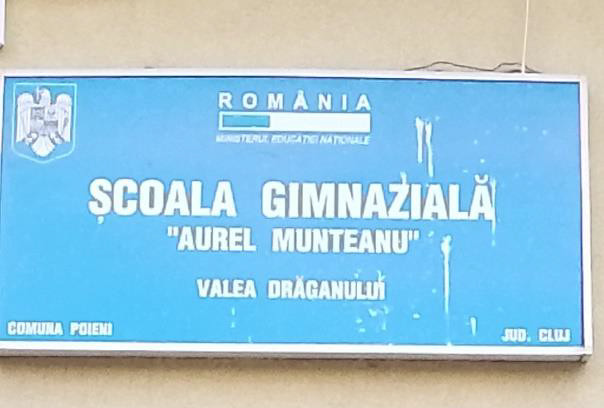 ROMÂNIA
MINISTERUL EDUCAȚIEI NAȚIONALE
ȘCOALA GIMNAZIALĂ
"AUREL MUNTEANU"
VALEA DRĂGANULUI
COMUNA POIENI
JUD. CLUJ